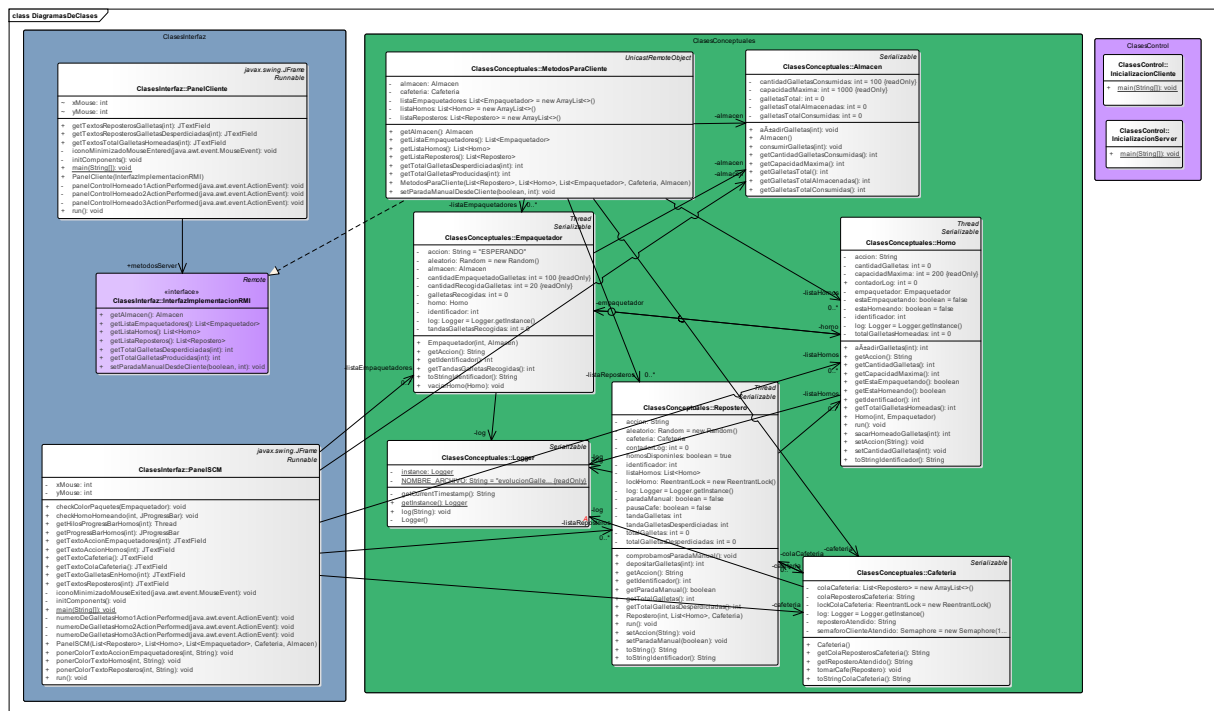 class DiagramasDeClases
ClasesInterfaz
javax.swing.JFrame
Runnable
ClasesInterfaz::PanelCliente
~ xMouse: int
~ yMouse: int
+ getTextosReposterosGalletas(int): JTextField
+ getTextosReposterosGalletasDesperdiciadas(int): JTextField
+ getTextosTotalGalletasHorneadas(int): JTextField
- iconoMinimizadoMouseEntered(java.awt.event.MouseEvent): void
- initComponents(): void
+ main(String[]): void
+ PanelCliente(InterfazImplementacionRMI)
- panelControlHorneado1ActionPerformed(java.awt.event.ActionEvent): void
- panelControlHorneado2ActionPerformed(java.awt.event.ActionEvent): void
- panelControlHorneado3ActionPerformed(java.awt.event.ActionEvent): void
+ run(): void
+metodosServer
Remote
«interface»
ClasesInterfaz::InterfazImplementacionRMI
+ getAlmacen(): Almacen
+ getListaEmpaquetadores(): List<Empaquetador>
+ getListaHornos(): List<Horno>
+ getListaReposteros(): List<Repostero>
+ getTotalGalletasDesperdiciadas(int): int
+ getTotalGalletasProducidas(int): int
+ setParadaManualDesdeCliente(boolean, int): void
javax.swing.JFrame
Runnable
ClasesInterfaz::PanelSCM
- xMouse: int
- yMouse: int
+ checkColorPaquetes(Empaquetador): void
+ checkHornoHorneando(int, JProgressBar): void
+ getHilosProgressBarHornos(int): Thread
+ getProgressBarHornos(int): JProgressBar
+ getTextoAccionEmpaquetadores(int): JTextField
+ getTextoAccionHornos(int): JTextField
+ getTextoCafeteria(): JTextField
+ getTextoColaCafeteria(): JTextField
+ getTextoGalletasEnHorno(int): JTextField
+ getTextosReposteros(int): JTextField
- iconoMinimizadoMouseExited(java.awt.event.MouseEvent): void
- initComponents(): void
+ main(String[]): void
- numeroDeGalletasHorno1ActionPerformed(java.awt.event.ActionEvent): void
- numeroDeGalletasHorno2ActionPerformed(java.awt.event.ActionEvent): void
- numeroDeGalletasHorno3ActionPerformed(java.awt.event.ActionEvent): void
+ PanelSCM(List<Repostero>, List<Horno>, List<Empaquetador>, Cafeteria, Almacen)
+ ponerColorTextoAccionEmpaquetadores(int, String): void
+ ponerColorTextoHornos(int, String): void
+ ponerColorTextoReposteros(int, String): void
+ run(): void
ClasesConceptuales
UnicastRemoteObject
ClasesConceptuales::MetodosParaCliente
- almacen: Almacen
- cafeteria: Cafeteria
- listaEmpaquetadores: List<Empaquetador> = new ArrayList<>()
- listaHornos: List<Horno> = new ArrayList<>()
- listaReposteros: List<Repostero> = new ArrayList<>()
+ getAlmacen(): Almacen
+ getListaEmpaquetadores(): List<Empaquetador>
+ getListaHornos(): List<Horno>
+ getListaReposteros(): List<Repostero>
+ getTotalGalletasDesperdiciadas(int): int
+ getTotalGalletasProducidas(int): int
+ MetodosParaCliente(List<Repostero>, List<Horno>, List<Empaquetador>, Cafeteria, Almacen)
+ setParadaManualDesdeCliente(boolean, int): void
-almacen
-almacen
-almacen
Serializable
ClasesConceptuales::Almacen
- cantidadGalletasConsumidas: int = 100 {readOnly}
- capacidadMaxima: int = 1000 {readOnly}
- galletasTotal: int = 0
- galletasTotalAlmacenadas: int = 0
- galletasTotalConsumidas: int = 0
+ aÃ±adirGalletas(int): void
+ Almacen()
+ consumirGalletas(int): void
+ getCantidadGalletasConsumidas(): int
+ getCapacidadMaxima(): int
+ getGalletasTotal(): int
+ getGalletasTotalAlmacenadas(): int
+ getGalletasTotalConsumidas(): int
-listaEmpaquetadores 0..*
Thread
Serializable
ClasesConceptuales::Empaquetador
- accion: String = "ESPERANDO"
- aleatorio: Random = new Random()
- almacen: Almacen
- cantidadEmpaquetadoGalletas: int = 100 {readOnly}
- cantidadRecogidaGalletas: int = 20 {readOnly}
- galletasRecogidas: int = 0
- horno: Horno
- identificador: int
- log: Logger = Logger.getInstance()
- tandasGalletasRecogidas: int = 0
+ Empaquetador(int, Almacen)
+ getAccion(): String
+ getIdentificador(): int
+ getTandasGalletasRecogidas(): int
+ toStringIdentificador(): String
+ vaciarHorno(Horno): void
-listaEmpaquetadores
-empaquetador
-horno
Thread
Serializable
ClasesConceptuales::Horno
- accion: String
- cantidadGalletas: int = 0
- capacidadMaxima: int = 200 {readOnly}
+ contadorLog: int = 0
- empaquetador: Empaquetador
- estaEmpaquetando: boolean = false
- estaHorneando: boolean = false
- identificador: int
- log: Logger = Logger.getInstance()
- totalGalletasHorneadas: int = 0
+ aÃ±adirGalletas(int): int
+ getAccion(): String
+ getCantidadGalletas(): int
+ getCapacidadMaxima(): int
+ getEstaEmpaquetando(): boolean
+ getEstaHorneando(): boolean
+ getIdentificador(): int
+ getTotalGalletasHorneadas(): int
+ Horno(int, Empaquetador)
+ run(): void
+ sacarHorneadoGalletas(int): int
+ setAccion(String): void
+ setCantidadGalletas(int): void
+ toStringIdentificador(): String
-listaHornos
0..*
-listaHornos
0..*
-listaHornos
0..*
-log
Serializable
ClasesConceptuales::Logger
- instance: Logger
- NOMBRE_ARCHIVO: String = "evolucionGalle... {readOnly}
- getCurrentTimestamp(): String
+ getInstance(): Logger
+ log(String): void
- Logger()
-log
-log
-listaReposteros
0..*
-listaReposteros 0..*
Thread
Serializable
ClasesConceptuales::Repostero
- accion: String
- aleatorio: Random = new Random()
- cafeteria: Cafeteria
- contadorLog: int = 0
- hornosDisponibles: boolean = true
- identificador: int
- listaHornos: List<Horno>
- lockHorno: ReentrantLock = new ReentrantLock()
- log: Logger = Logger.getInstance()
- paradaManual: boolean = false
- pausaCafe: boolean = false
- tandaGalletas: int
- tandaGalletasDesperdiciadas: int
- totalGalletas: int = 0
- totalGalletasDesperdiciadas: int = 0
+ comprobamosParadaManual(): void
+ depositarGalletas(int): int
+ getAccion(): String
+ getIdentificador(): int
+ getParadaManual(): boolean
+ getTotalGalletas(): int
+ getTotalGalletasDesperdiciadas(): int
+ Repostero(int, List<Horno>, Cafeteria)
+ run(): void
+ setAccion(String): void
+ setParadaManual(boolean): void
+ toString(): String
+ toStringIdentificador(): String
-cafeteria
-colaCafeteria
-cafeteria
Serializable
ClasesConceptuales::Cafeteria
- colaCafeteria: List<Repostero> = new ArrayList<>()
- colaReposterosCafeteria: String
- lockColaCafeteria: ReentrantLock = new ReentrantLock()
- log: Logger = Logger.getInstance()
- reposteroAtendido: String
- semaforoClienteAtendido: Semaphore = new Semaphore(1...
+ Cafeteria()
+ getColaReposterosCafeteria(): String
+ getReposteroAtendido(): String
+ tomarCafe(Repostero): void
+ toStringColaCafeteria(): String
ClasesControl
ClasesControl::
InicializacionCliente
+ main(String[]): void
ClasesControl::
InicializacionServer
+ main(String[]): void